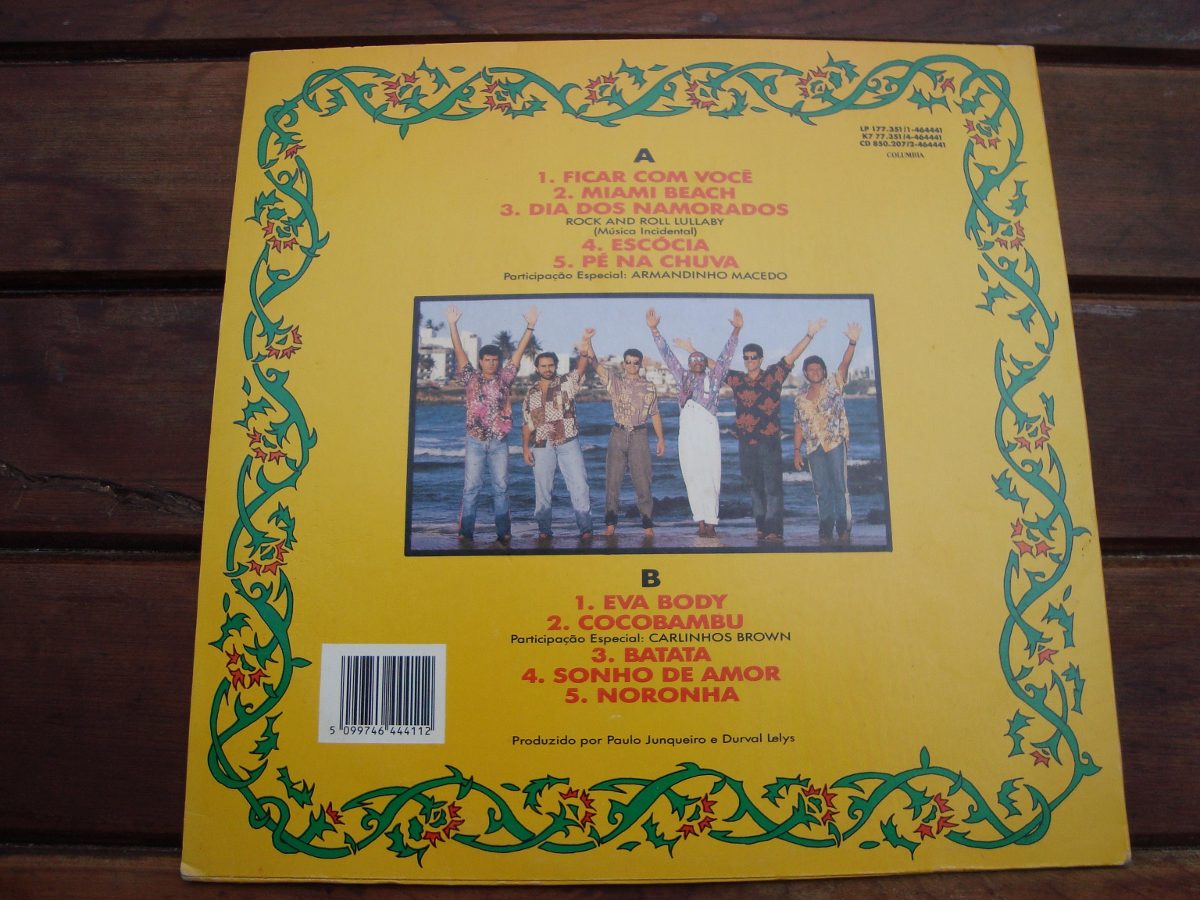 LP 177.351/1-464441
K7 77.351/4-464441
CD 850.207/2-464441
COLUMBIA
A
1. FICAR COM VOCÊ
2. MIAMI BEACH
3. DIA DOS NAMORADOS
ROCK AND ROLL LULLABY
(Música Incidental)
4. ESCÓCIA
5. PÉ NA CHUVA
Participação Especial: ARMANDINHO MACEDO
B
1. EVA BODY
2. COCOBAMBU
Participação Especial: CARLINHOS BROWN
3. BATATA
4. SONHO DE AMOR
5. NORONHA
5 099746 444112
Produzido por Paulo Junqueiro e Durval Lelys